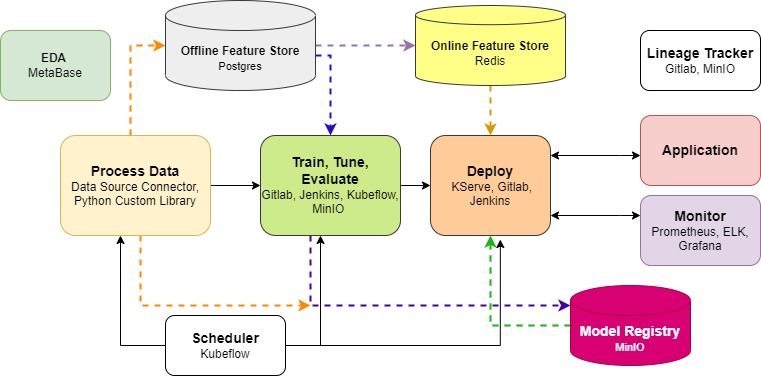 EDA
MetaBase
Offline Feature Store
Postgres
Online Feature Store
Redis
Lineage Tracker
Gitlab, MinIO
Process Data
Data Source Connector,
Python Custom Library
Train, Tune,
Evaluate
Gitlab, Jenkins, Kubeflow,
MinIO
Deploy
KServe, Gitlab,
Jenkins
Application
Monitor
Prometheus, ELK,
Grafana
Scheduler
Kubeflow
Model Registry
MinIO